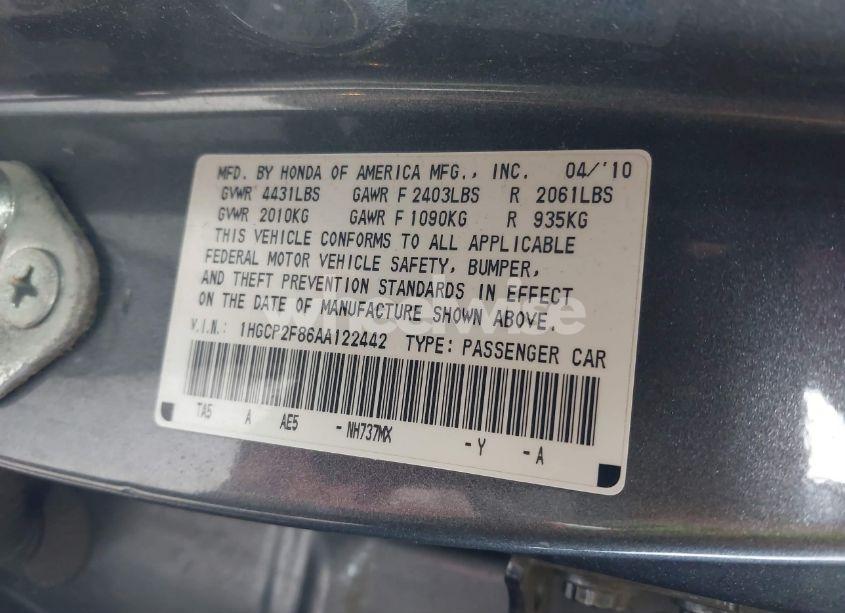 MFD. BY HONDA OF AMERICA MFG., INC. 04/'10
GVWR 4431LBS GAWR F 2403LBS R 2061LBS
GVWR 2010KG GAWR F 1090KG R 935KG
THIS VEHICLE CONFORMS TO ALL APPLICABLE
FEDERAL MOTOR VEHICLE SAFETY, BUMPER,
AND THEFT PREVENTION STANDARDS IN EFFECT
ON THE DATE OF MANUFACTURE SHOWN ABOVE.
V.I.N.: 1HGCP2F86AA122442 TYPE: PASSENGER CAR
TA5 A AE5 - NH737MX - Y - A